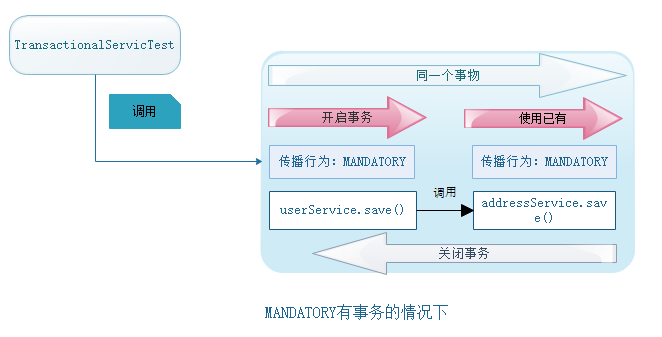 TransactionalServicTest
调用
同一个事物
开启事务
使用已有
传播行为：MANDATORY
传播行为：MANDATORY
userService.save()
调用
addressService.sav
e()
关闭事务
MANDATORY有事务的情况下